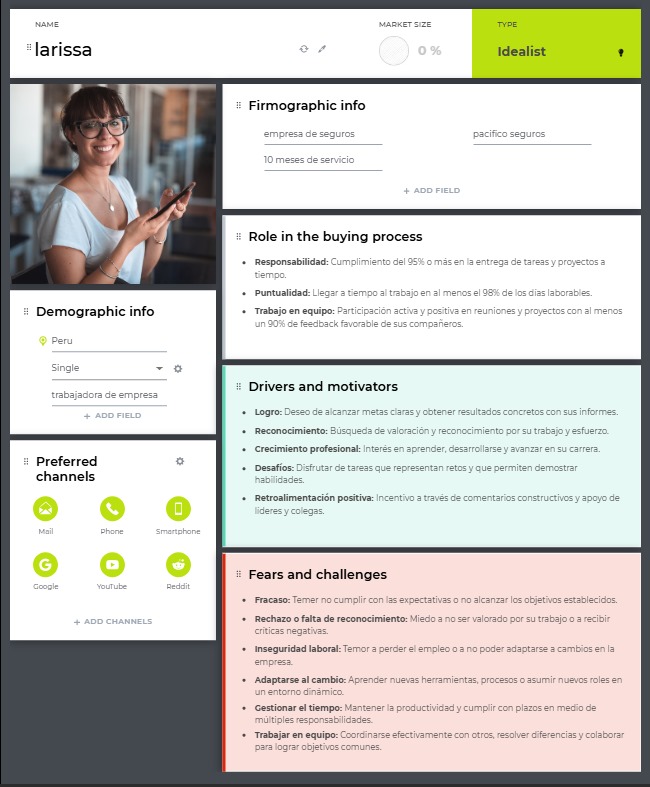 NAME
larissa
MARKET SIZE
0 %
TYPE
Idealist
Firmographic info
empresa de seguros
pacifico seguros
10 meses de servicio
+ ADD FIELD
Role in the buying process
Responsabilidad: Cumplimiento del 95% o más en la entrega de tareas y proyectos a
tiempo.
Puntualidad: Llegar a tiempo al trabajo en al menos el 98% de los días laborables.
Trabajo en equipo: Participación activa y positiva en reuniones y proyectos con al menos
un 90% de feedback favorable de sus compañeros.
Demographic info
Peru
Single
trabajadora de empresa
+ ADD FIELD
Drivers and motivators
Logro: Deseo de alcanzar metas claras y obtener resultados concretos con sus informes.
Reconocimiento: Búsqueda de valoración y reconocimiento por su trabajo y esfuerzo.
Crecimiento profesional: Interés en aprender, desarrollarse y avanzar en su carrera.
Desafíos: Disfrutar de tareas que representan retos y que permiten demostrar
habilidades.
Retroalimentación positiva: Incentivo a través de comentarios constructivos y apoyo de
líderes y colegas.
Preferred
channels
Mail
Phone
Smartphone
Google
YouTube
Reddit
+ ADD CHANNELS
Fears and challenges
Fracaso: Temer no cumplir con las expectativas o no alcanzar los objetivos establecidos.
Rechazo o falta de reconocimiento: Miedo a no ser valorado por su trabajo o a recibir
críticas negativas.
Inseguridad laboral: Temor a perder el empleo o a no poder adaptarse a cambios en la
empresa.
Adaptarse al cambio: Aprender nuevas herramientas, procesos o asumir nuevos roles en
un entorno dinámico.
Gestionar el tiempo: Mantener la productividad y cumplir con plazos en medio de
múltiples responsabilidades.
Trabajar en equipo: Coordinarse efectivamente con otros, resolver diferencias y colaborar
para lograr objetivos comunes.